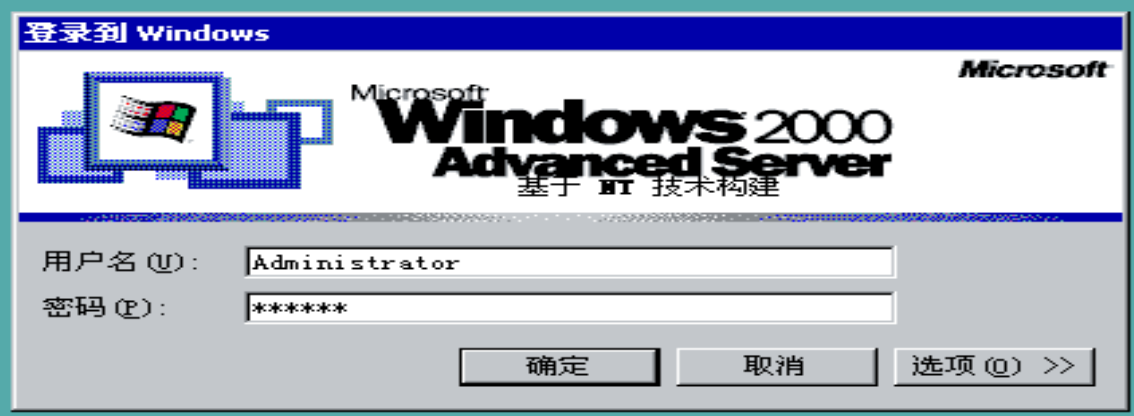 登录到 Windows
Microsoft
Microsoft
Windows 2000
Advanced Server
基于 NT 技术构建
用户名(U): Administrator
密码(P): ******
确定 取消 选项(O) >>